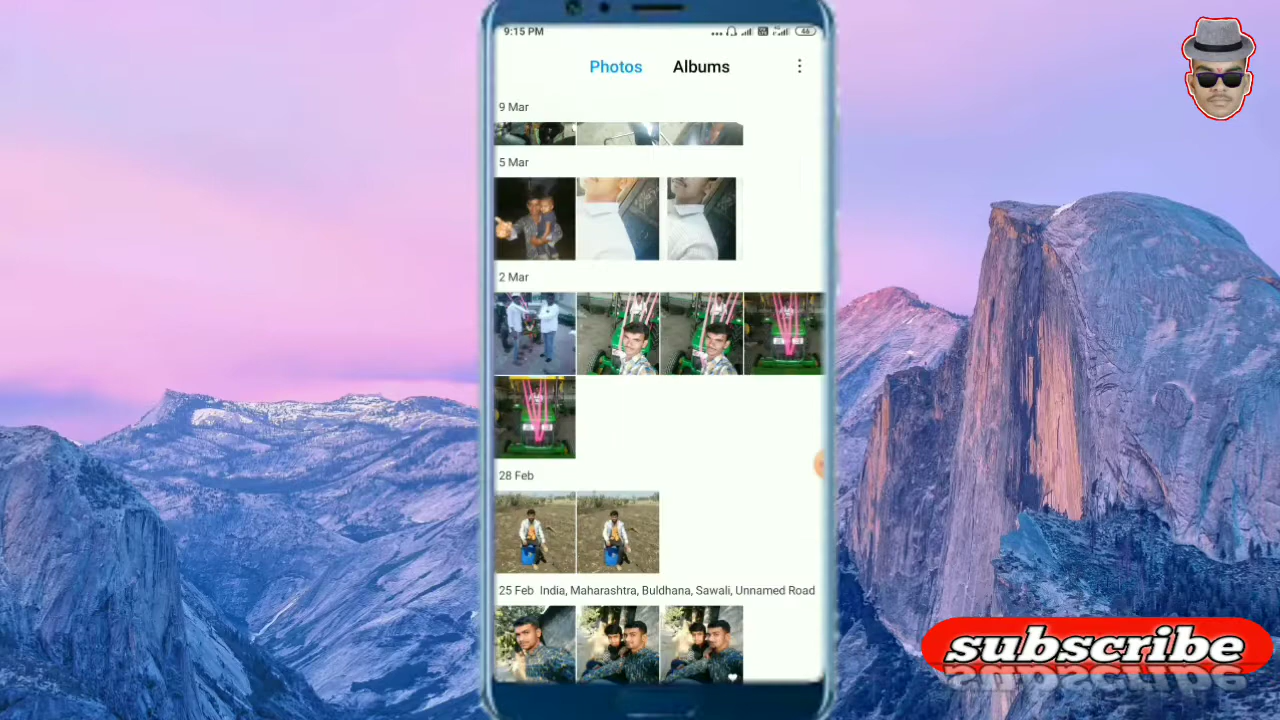 9:15 PM
46
Photos Albums
9 Mar
5 Mar
2 Mar
28 Feb
25 Feb India, Maharashtra, Buldhana, Sawali, Unnamed Road
subscribe